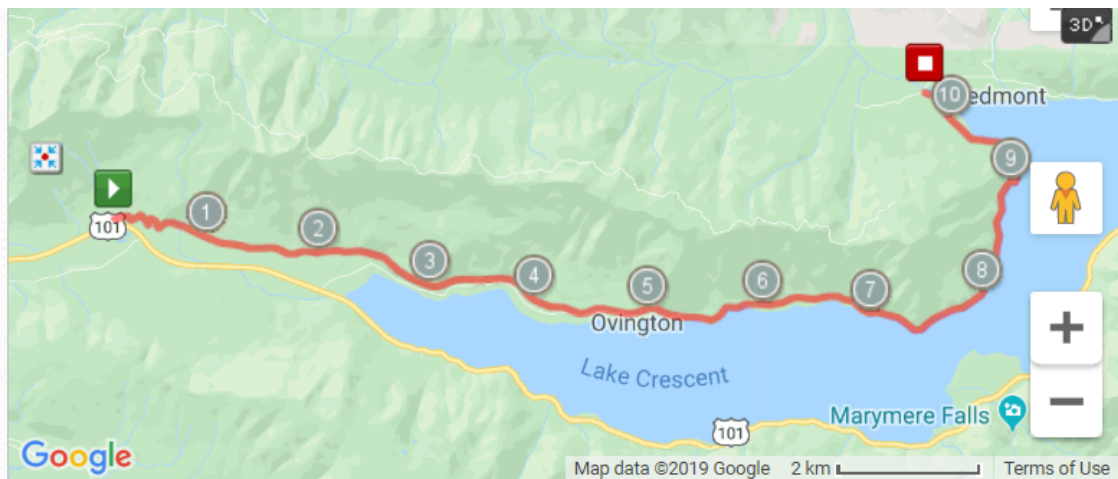 3D
10
edmont
9
101
1
2
3
4
5
6
7
8
Ovington
Lake Crescent
Marymere Falls
101
Google
Map data ©2019 Google
2 km
Terms of Use